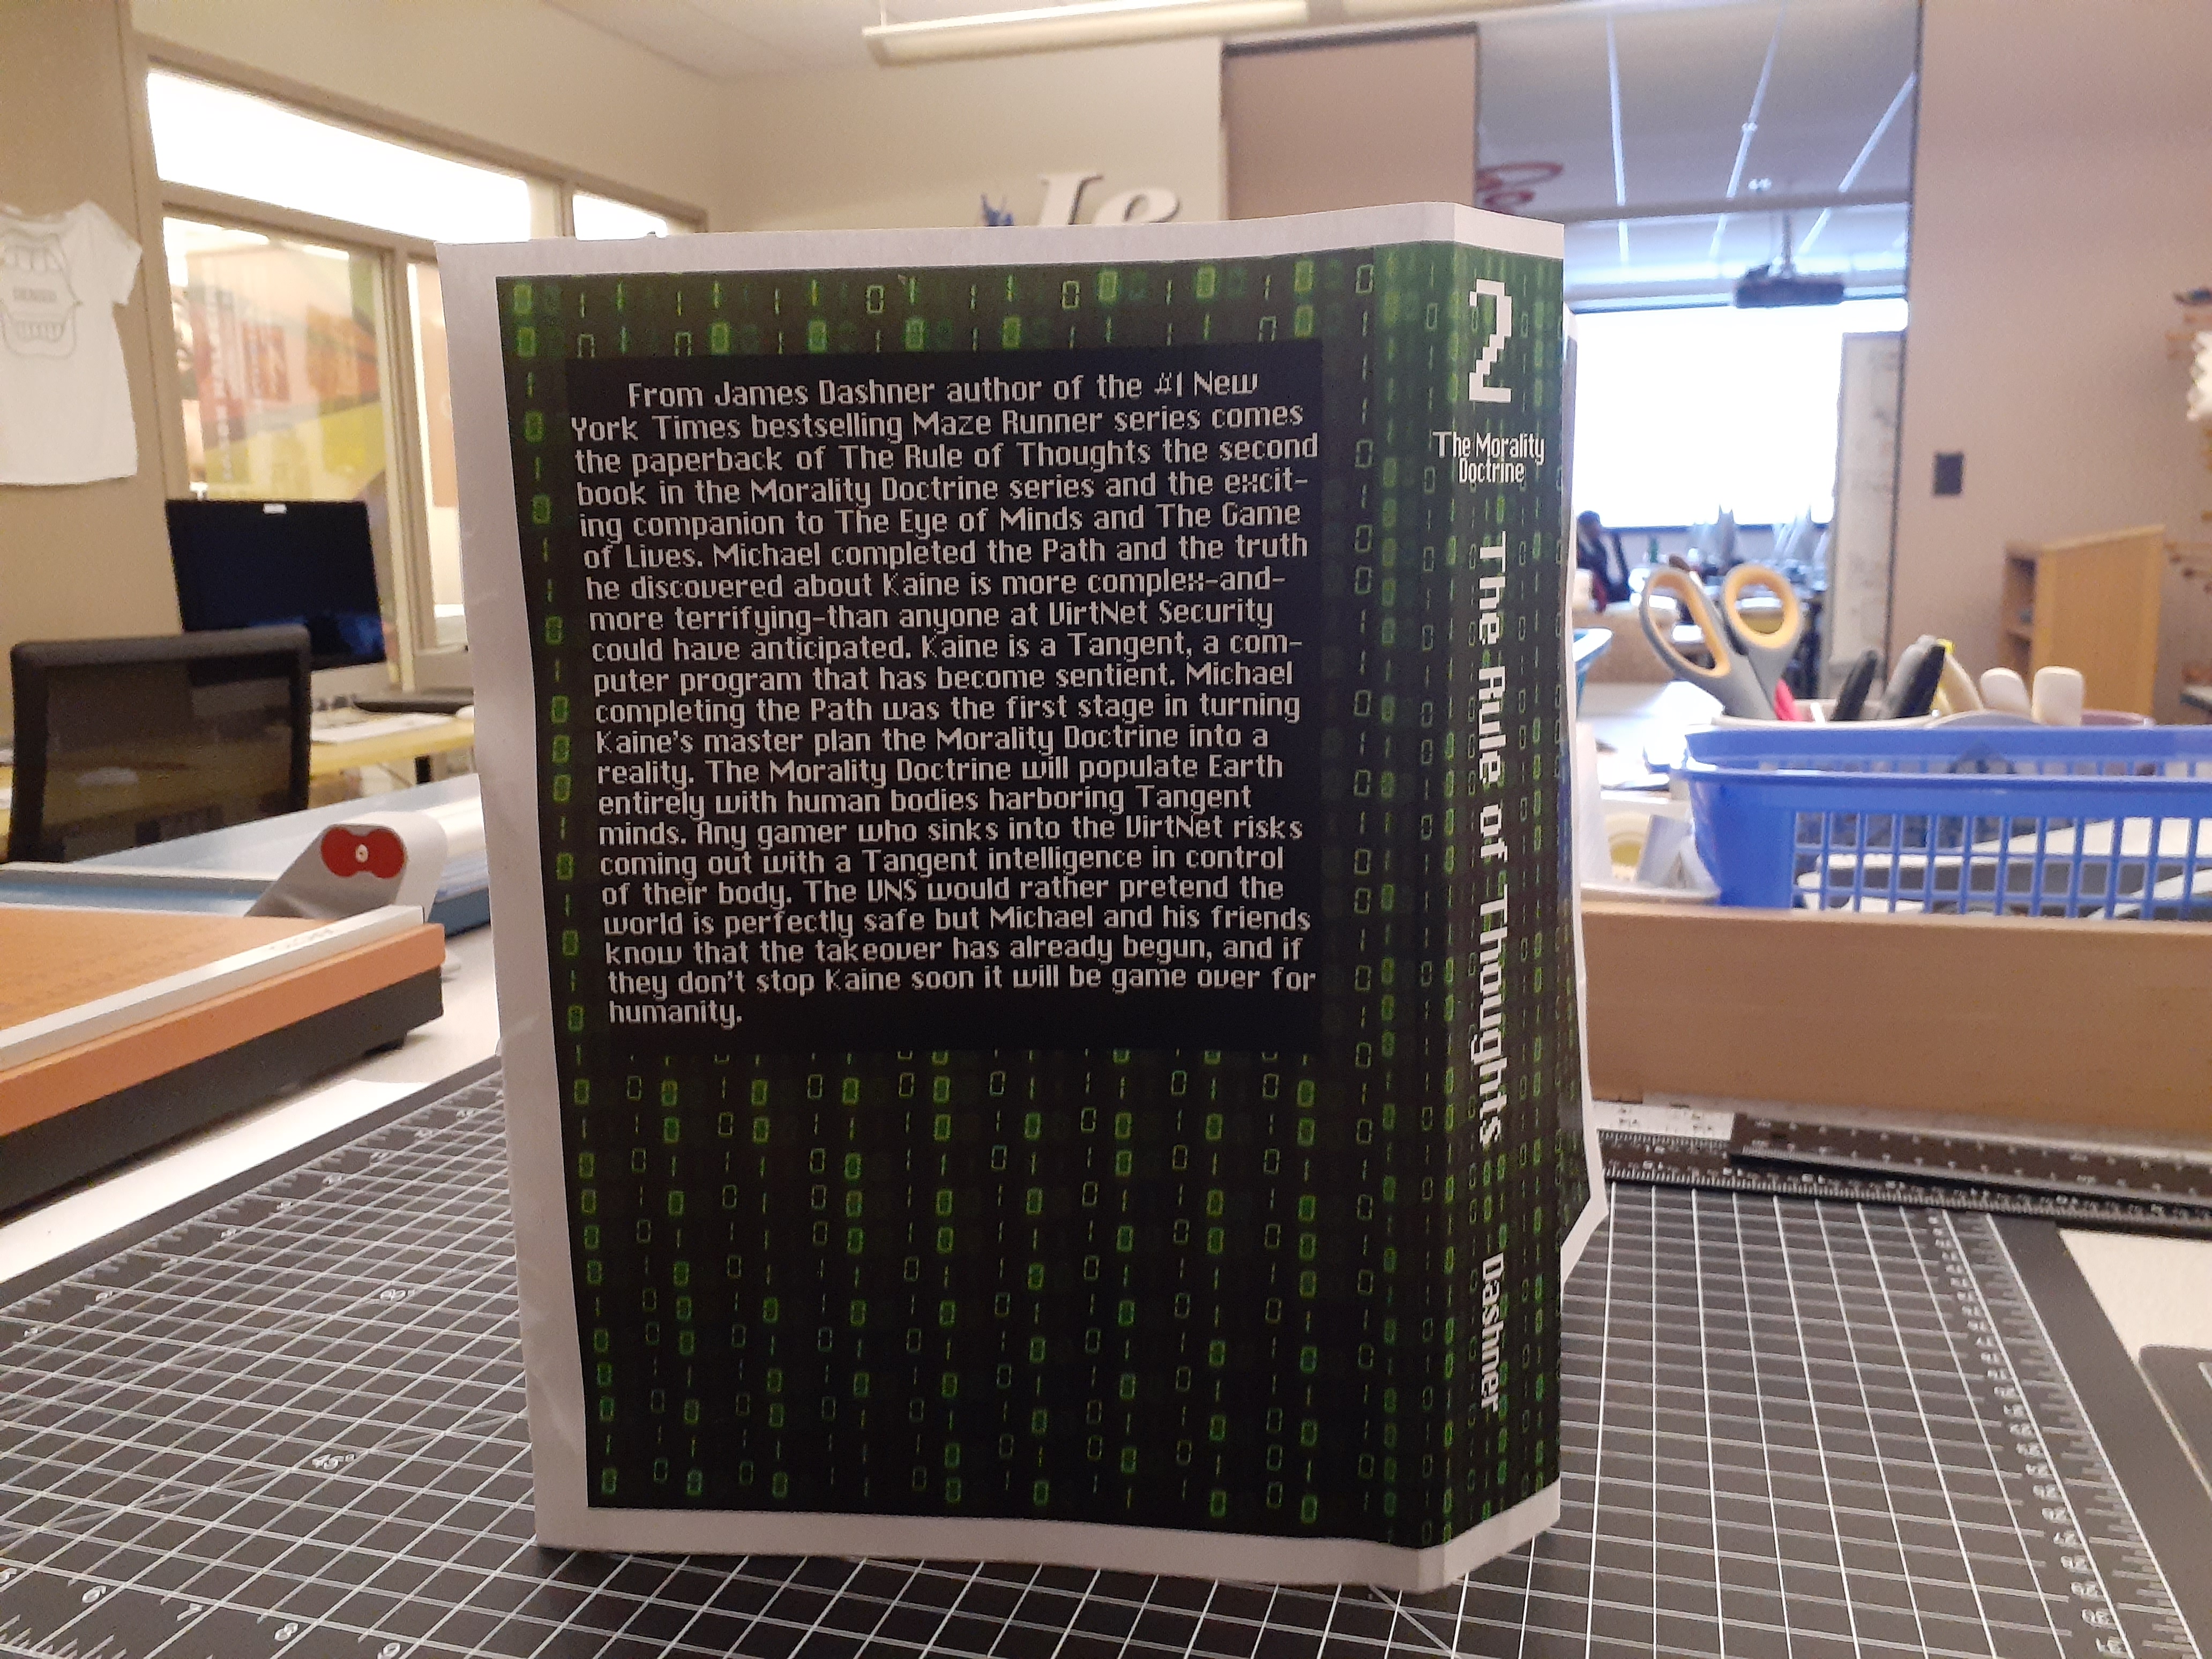 From James Dashner author of the #1 New
York Times bestselling Maze Runner series comes
the paperback of The Rule of Thoughts the second
book in the Morality Doctrine series and the excit-
ing companion to The Eye of Minds and The Game
of Lives. Michael completed the Path and the truth
he discovered about Kaine is more complex-and-
more terrifying-than anyone at VirtNet Security
could have anticipated. Kaine is a Tangent, a com-
puter program that has become sentient. Michael
completing the Path was the first stage in turning
Kaine's master plan the Morality Doctrine into a
reality. The Morality Doctrine will populate Earth
entirely with human bodies harboring Tangent
minds. Any gamer who sinks into the VirtNet risks
coming out with a Tangent intelligence in control
of their body. The VNS would rather pretend the
world is perfectly safe but Michael and his friends
know that the takeover has already begun, and if
they don't stop Kaine soon it will be game over for
humanity.
2
The Morality
Doctrine
The Rule of Thoughts
Dashner
Je
DENIED